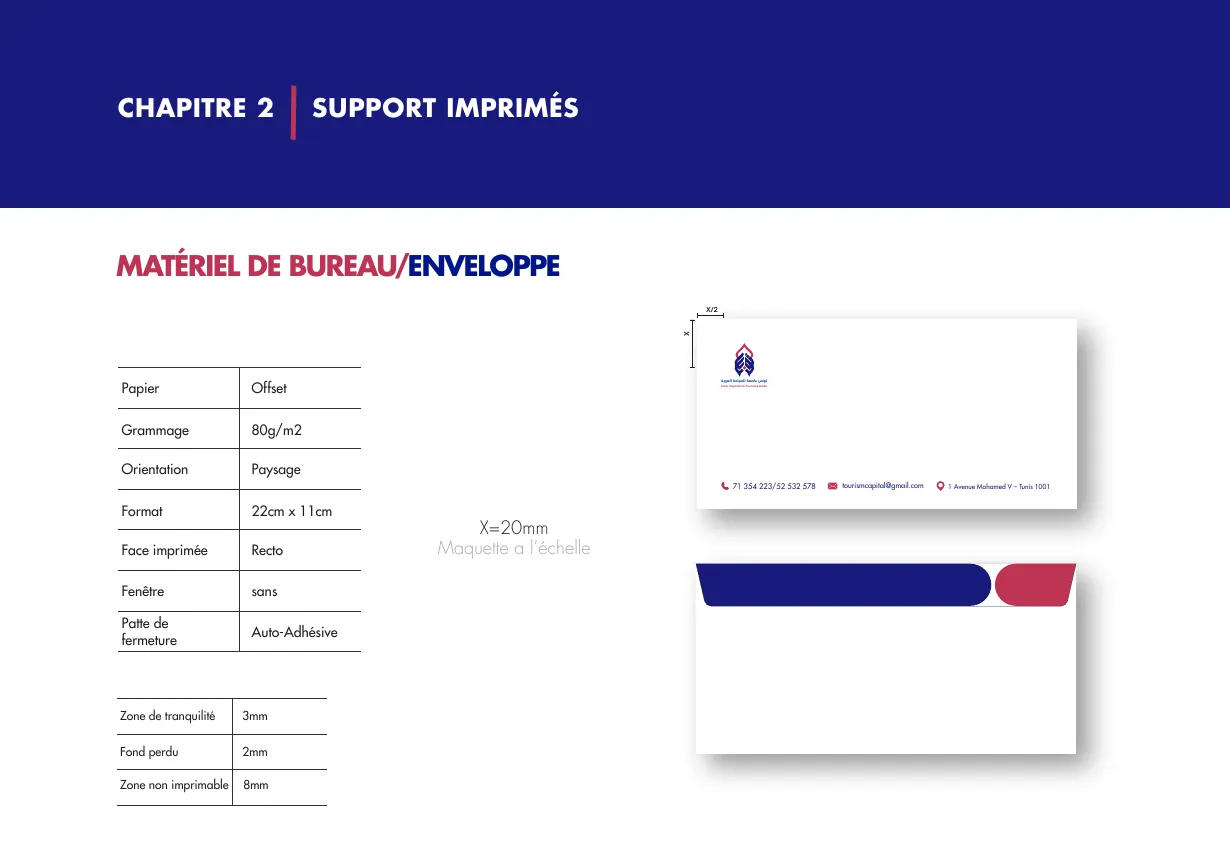 CHAPITRE 2 | SUPPORT IMPRIMÉS
MATÉRIEL DE BUREAU/ENVELOPPE
Papier Offset
Grammage 80g/m2
Orientation Paysage
Format 22cm x 11cm
Face imprimée Recto
Fenêtre sans
Patte de
fermeture Auto-Adhésive
Zone de tranquilité 3mm
Fond perdu 2mm
Zone non imprimable 8mm
X=20mm
Maquette a l'échelle
X/2
X
71 354 223/52 532 578 tourismcapital@gmail.com 1 Avenue Mohamed V – Tunis 1001